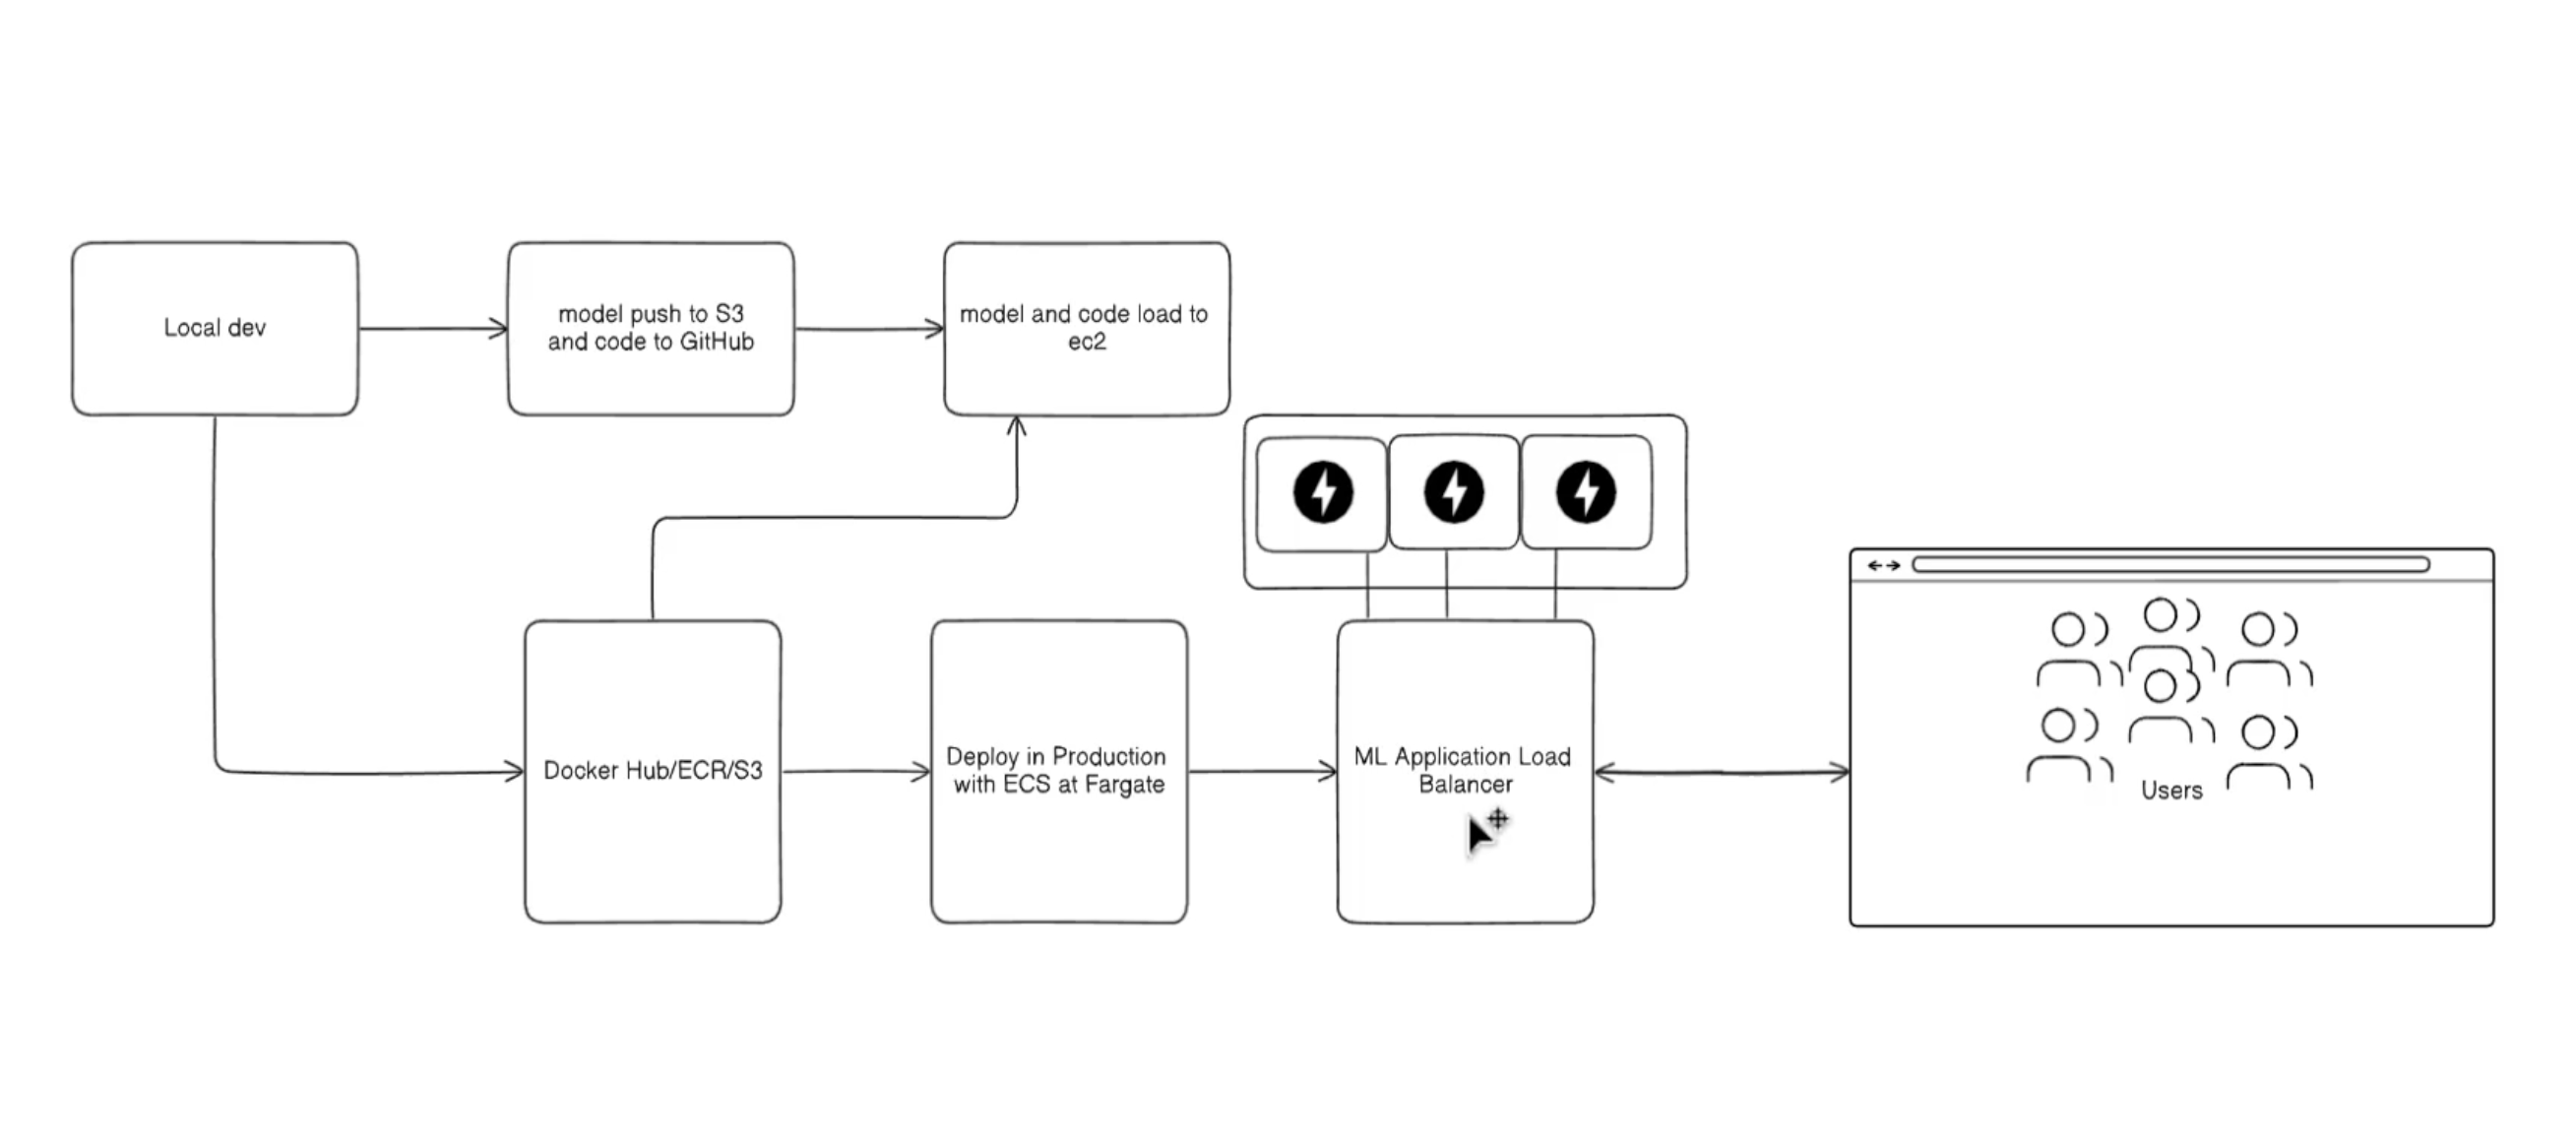 Local dev
model push to S3
and code to GitHub
model and code load to
ec2
Docker Hub/ECR/S3
Deploy in Production
with ECS at Fargate
ML Application Load
Balancer
Users